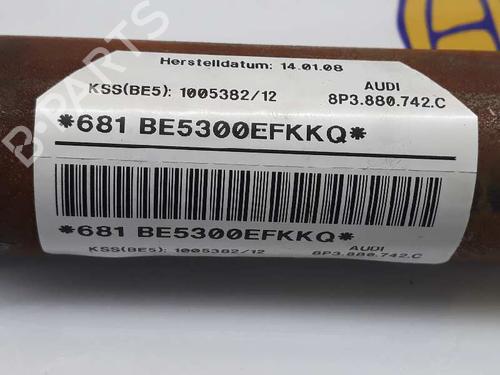 Herstelldatum: 14.01.08
KSS(BE5): 1005382/12 AUDI
8P3.880.742.C
*681 BE5300EFKKQ*
*681 BE5300EFKKQ*
KSS(BE5): 1005382/12 AUDI
8P3.880.742.C
B-PARTS